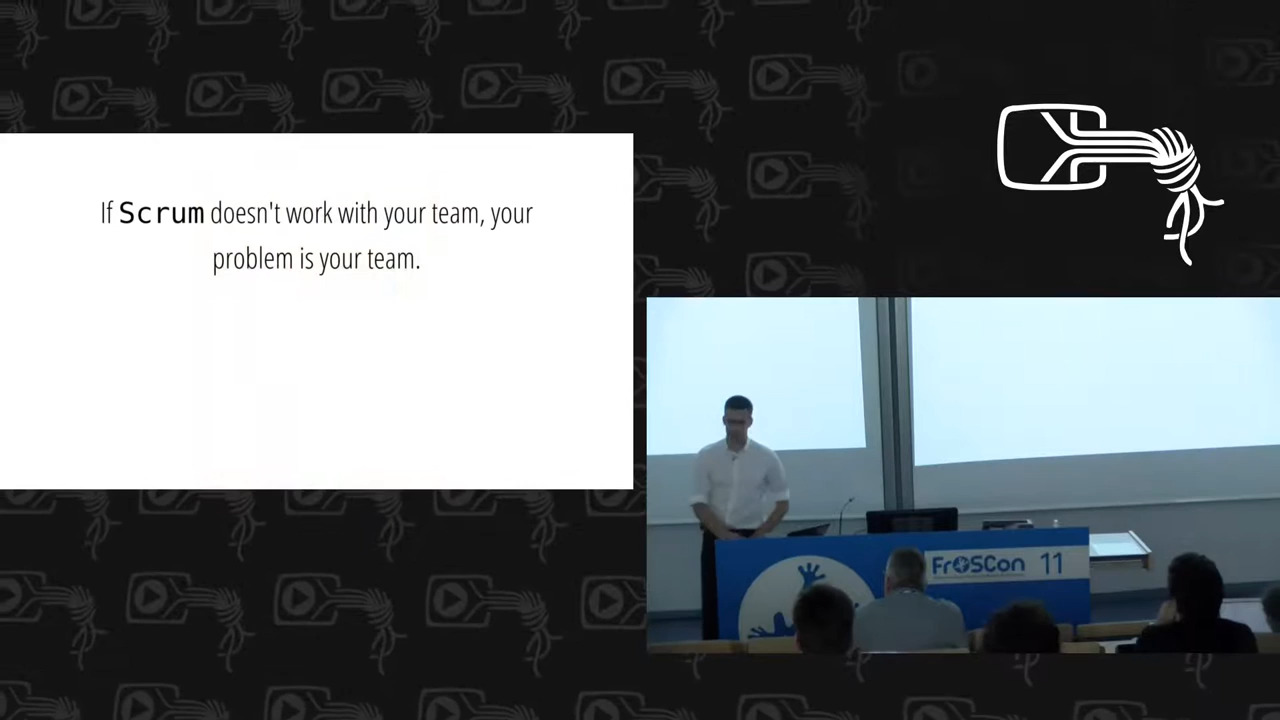 If Scrum doesn't work with your team, your
problem is your team.
FrOSCon 11